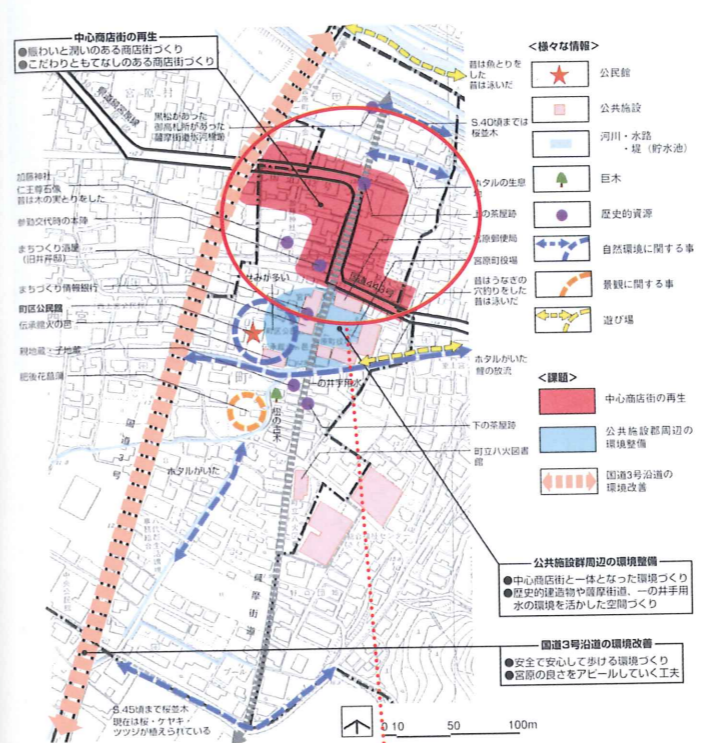 中心商店街の再生
●賑わいと潤いのある商店街づくり
●こだわりともてなしのある商店街づくり
昔は魚とりを
した
昔は泳いだ
S.40頃までは
桜並木
黒松があった
御高札所があった
加藤神社
仁王尊石像
昔は木の実とりをした
参勤交代時の本陣
まちつくり酒屋
(旧井芹邸)
まちづくり情報銀行
町区公民館
伝承館火の宮
親地蔵・子地蔵
肥後花菖蒲
せみが多い
ホタルの生息
上の茶屋跡
宮原郵便局
宮原町役場
昔はうなぎの
穴釣りをした
昔は泳いだ
ホタルがいた
鯉の放流
一の井手用水
下の茶屋跡
町立八火図書
館
ホタルがいた
国道3号
薩摩街道
S.45頃まで桜並木
現在は桜・ケヤキ・
ツツジが植えられている
<様々な情報>
公民館
公共施設
河川・水路
・堤(貯水池)
巨木
歴史的資源
自然環境に関する事
景観に関する事
遊び場
<課題>
中心商店街の再生
公共施設郡周辺の
環境整備
国道3号沿道の
環境改善
公共施設群周辺の環境整備
●中心商店街と一体となった環境づくり
●歴史的建造物や薩摩街道、一の井手用
水の環境を活かした空間づくり
国道3号沿道の環境改善
●安全で安心して歩ける環境づくり
●宮原の良さをアピールしていく工夫
0 10 50 100m